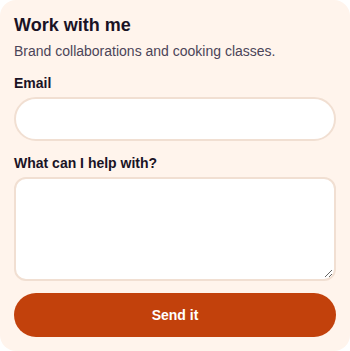 Work with me
Brand collaborations and cooking classes.
Email
What can I help with?
Send it